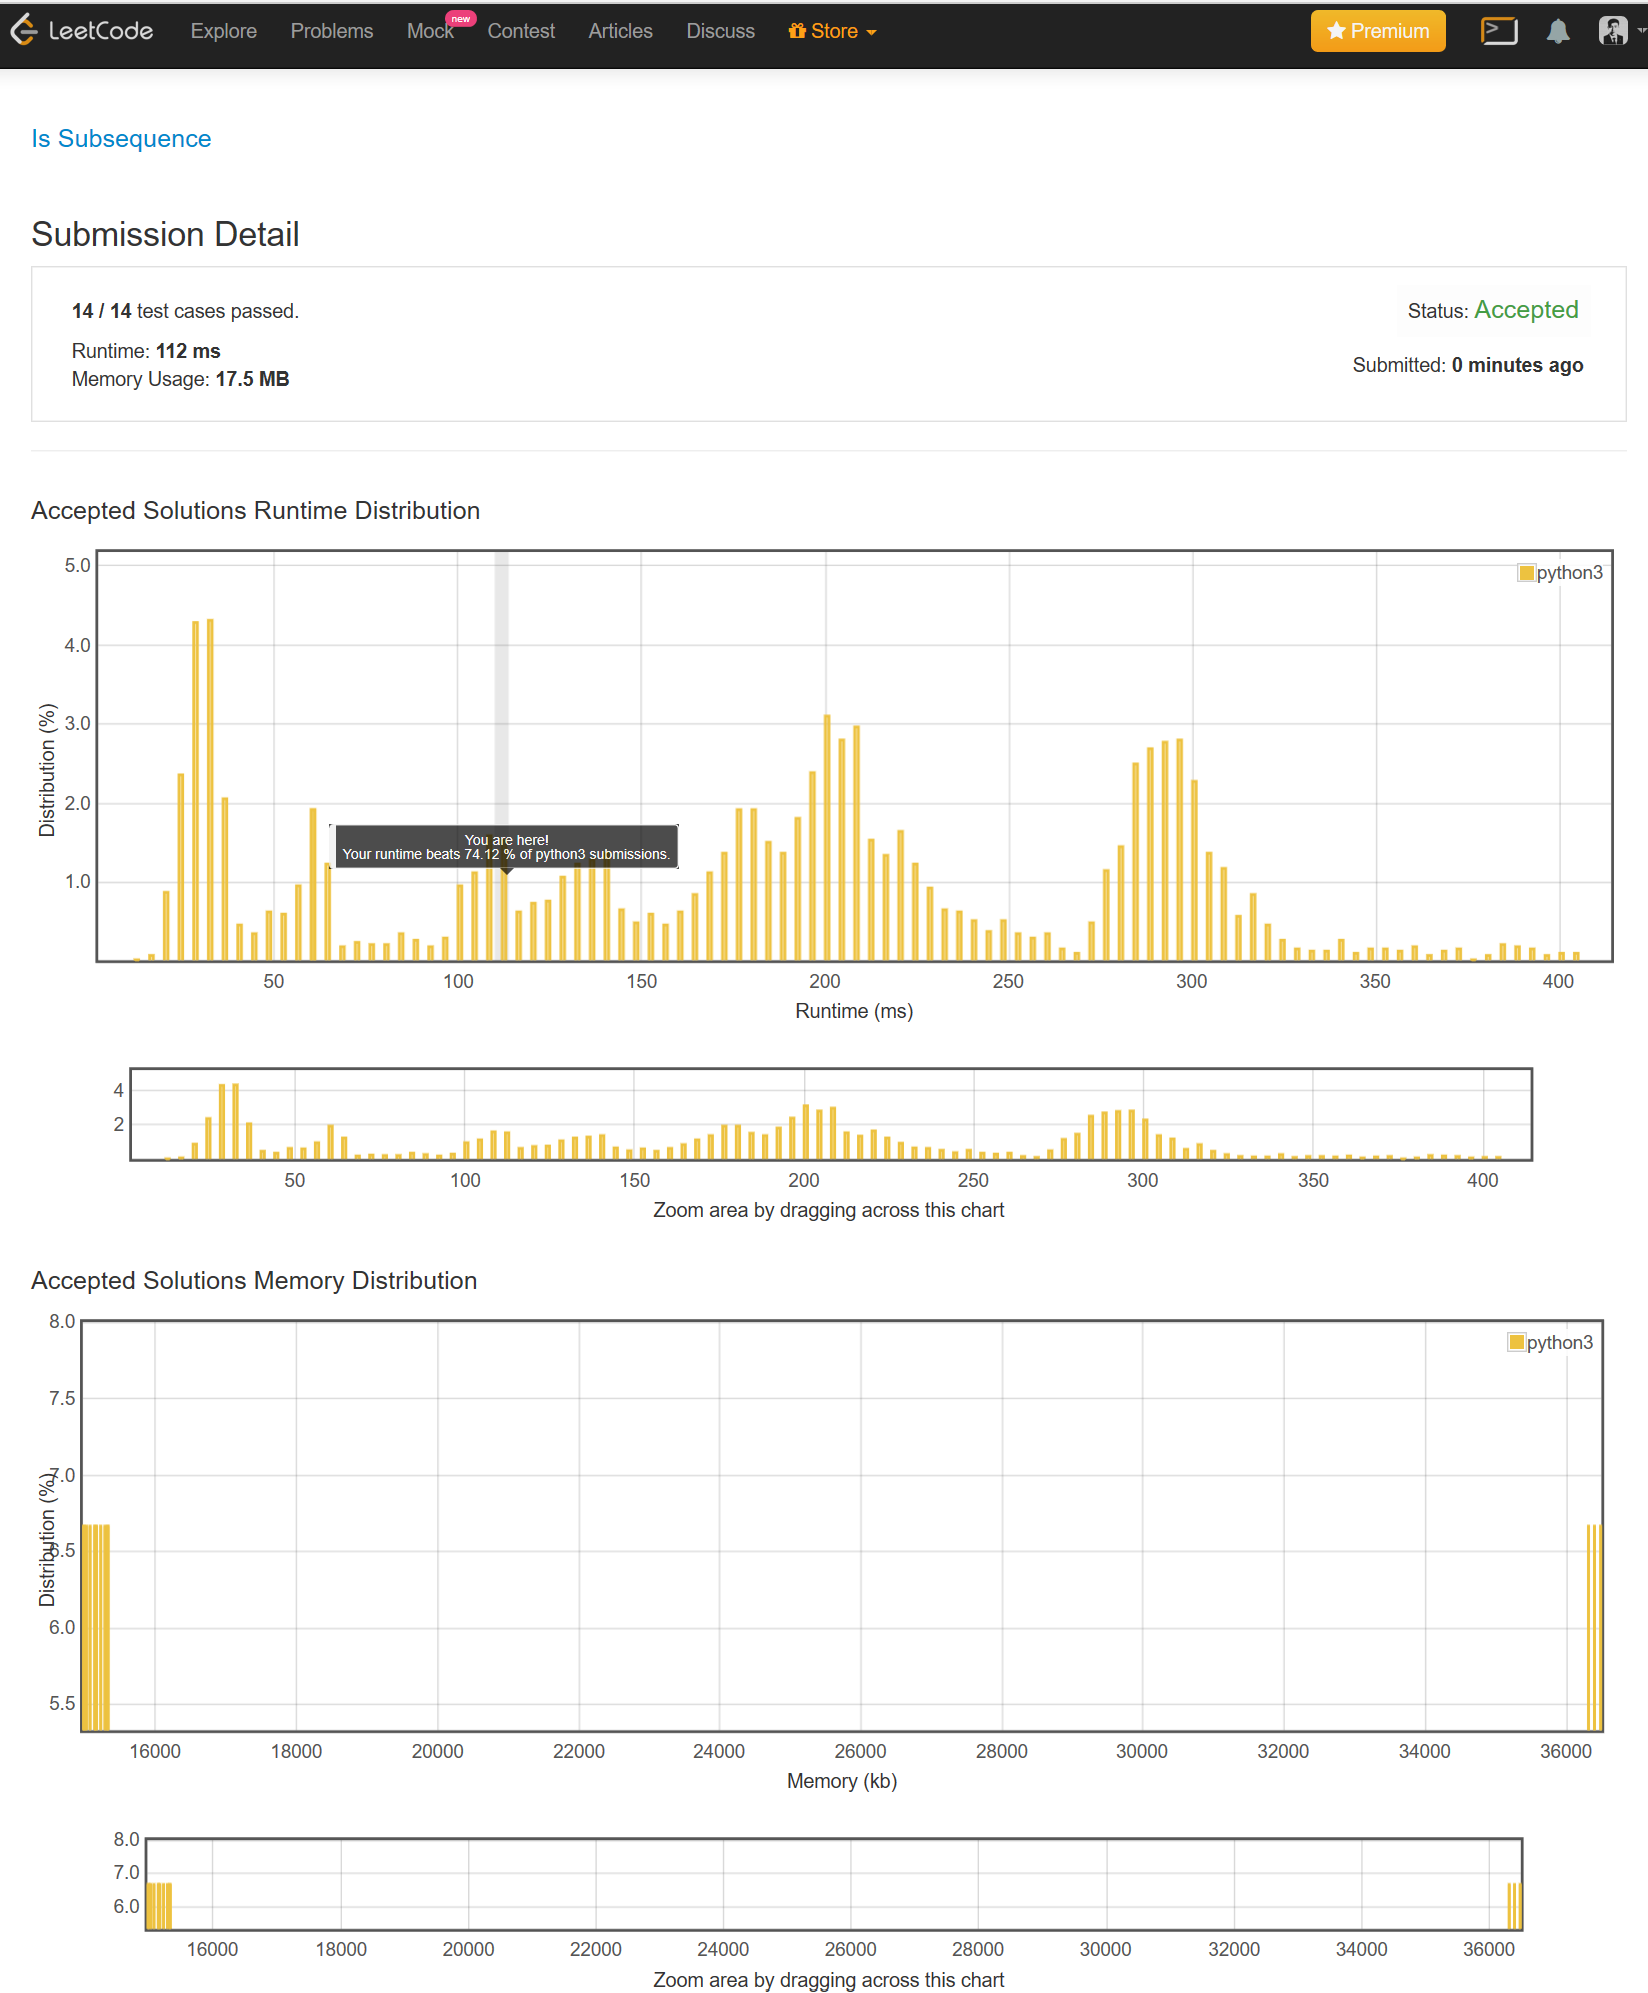 LeetCode Explore Problems Mock new Contest Articles Discuss Store Premium
Is Subsequence
Submission Detail
14 / 14 test cases passed.
Status: Accepted
Runtime: 112 ms
Submitted: 0 minutes ago
Memory Usage: 17.5 MB
Accepted Solutions Runtime Distribution
5.0
4.0
3.0
2.0
1.0
Distribution (%)
python3
You are here!
Your runtime beats 74.12 % of python3 submissions.
50 100 150 200 250 300 350 400
Runtime (ms)
4
2
50 100 150 200 250 300 350 400
Zoom area by dragging across this chart
Accepted Solutions Memory Distribution
8.0
7.5
7.0
6.5
6.0
5.5
Distribution (%)
python3
16000 18000 20000 22000 24000 26000 28000 30000 32000 34000 36000
Memory (kb)
8.0
7.0
6.0
16000 18000 20000 22000 24000 26000 28000 30000 32000 34000 36000
Zoom area by dragging across this chart